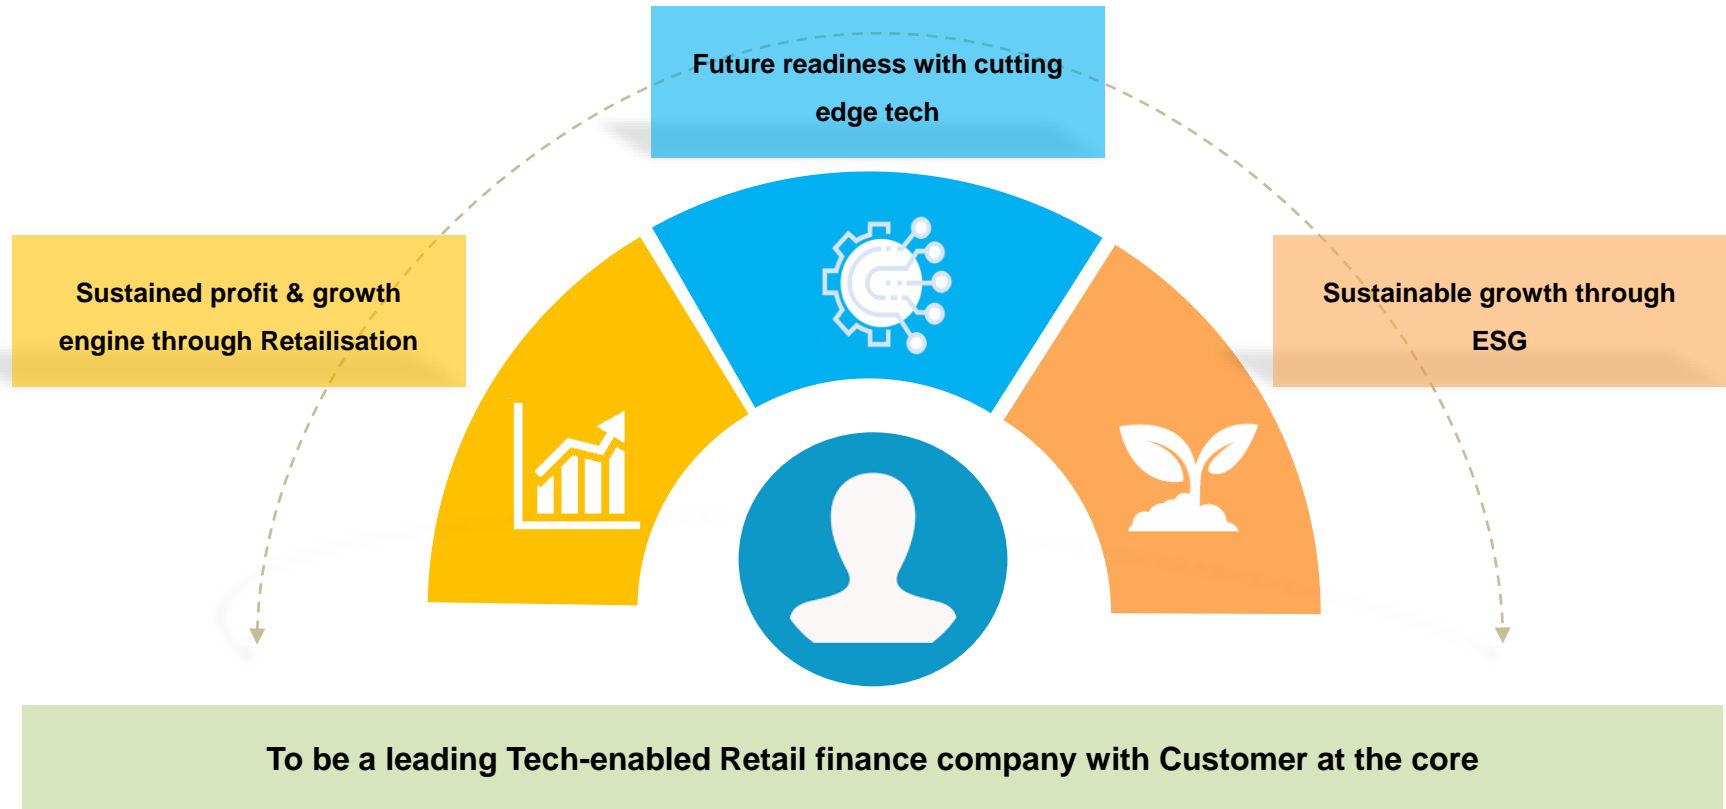 Future readiness with cutting
edge tech
Sustained profit & growth
engine through Retailisation
Sustainable growth through
ESG
To be a leading Tech-enabled Retail finance company with Customer at the core